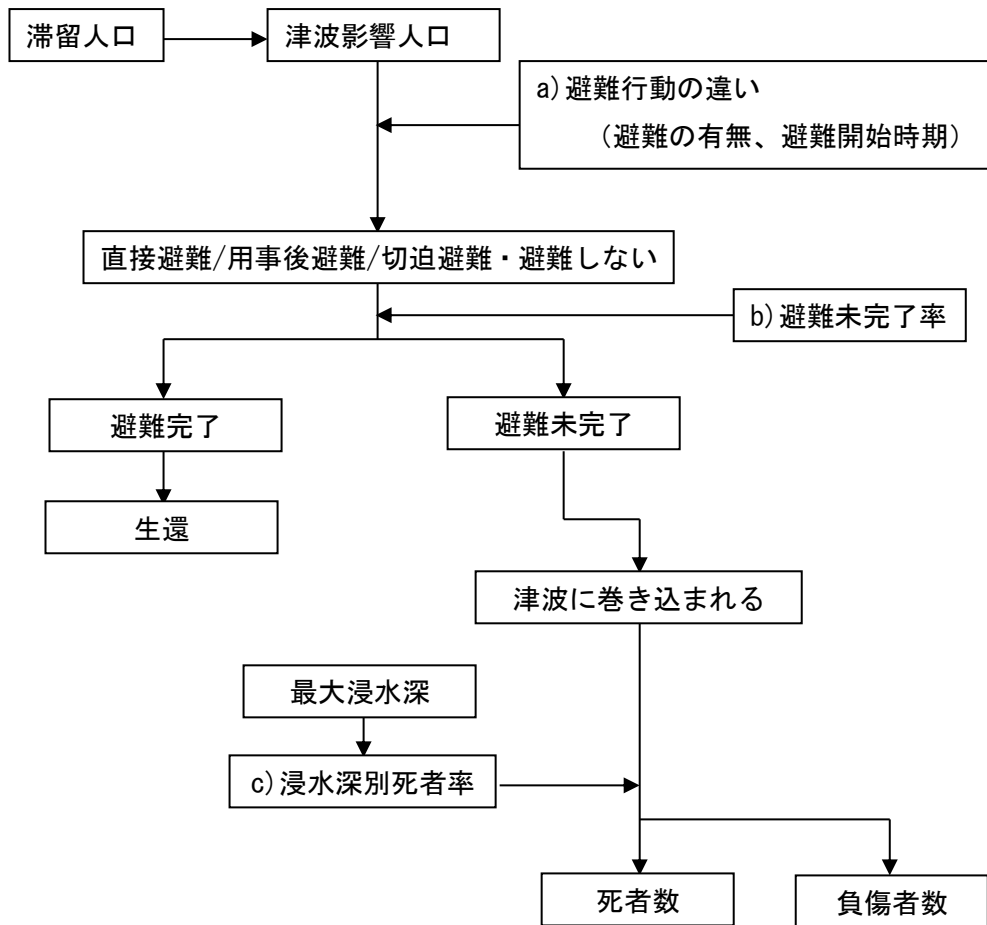 滞留人口
津波影響人口
a)避難行動の違い
（避難の有無、避難開始時期）
直接避難/用事後避難/切迫避難・避難しない
b)避難未完了率
避難完了
避難未完了
生還
津波に巻き込まれる
最大浸水深
c)浸水深別死者率
死者数
負傷者数